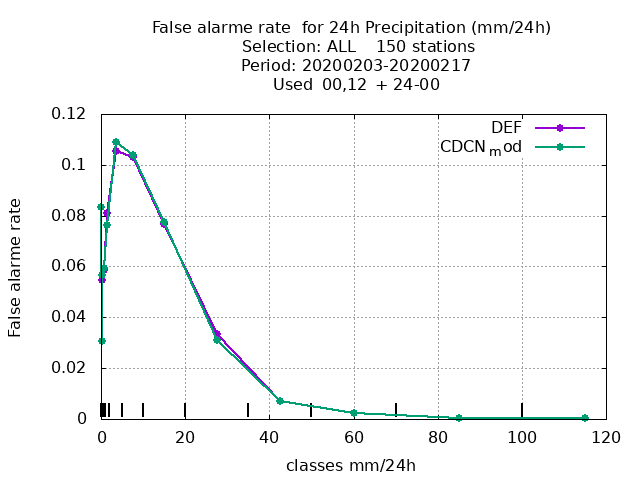 False alarme rate  for 24h Precipitation (mm/24h)
Selection: ALL    150 stations
Period: 20200203-20200217
Used  00,12  + 24-00
DEF
CDCN_mod
0.12
0.1
0.08
0.06
0.04
0.02
0
False alarme rate
0 20 40 60 80 100 120
classes mm/24h